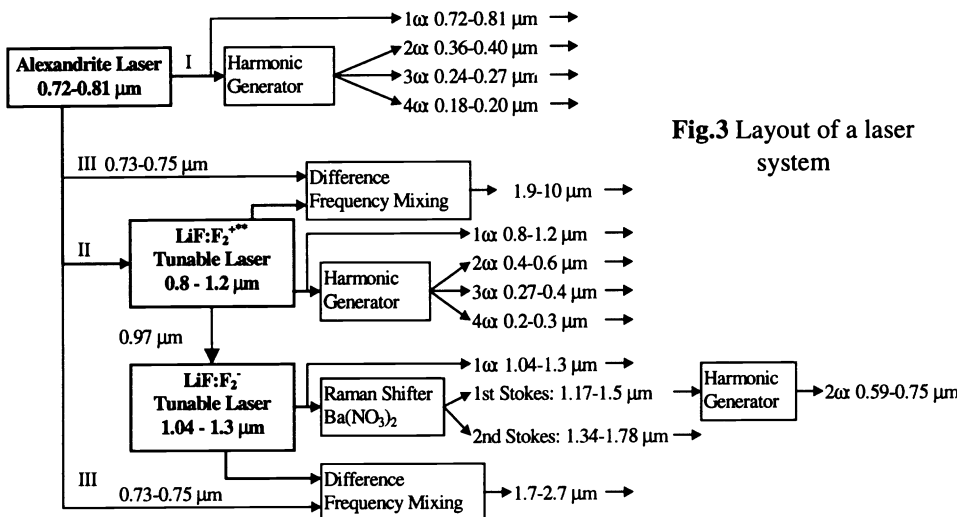 1ω: 0.72-0.81 μm
I
2ω: 0.36-0.40 μm
Alexandrite Laser
0.72-0.81 μm
Harmonic
Generator
3ω: 0.24-0.27 μm
4ω: 0.18-0.20 μm
Fig.3 Layout of a laser
system
III 0.73-0.75 μm
Difference
Frequency Mixing
1.9-10 μm
II
LiF:F₂⁺**
Tunable Laser
0.8 - 1.2 μm
1ω: 0.8-1.2 μm
Harmonic
Generator
2ω: 0.4-0.6 μm
3ω: 0.27-0.4 μm
4ω: 0.2-0.3 μm
0.97 μm
LiF:F₂⁻
Tunable Laser
1.04 - 1.3 μm
1ω: 1.04-1.3 μm
Raman Shifter
Ba(NO₃)₂
1st Stokes: 1.17-1.5 μm
2nd Stokes: 1.34-1.78 μm
Harmonic
Generator
2ω: 0.59-0.75 μm
III
0.73-0.75 μm
Difference
Frequency Mixing
1.7-2.7 μm